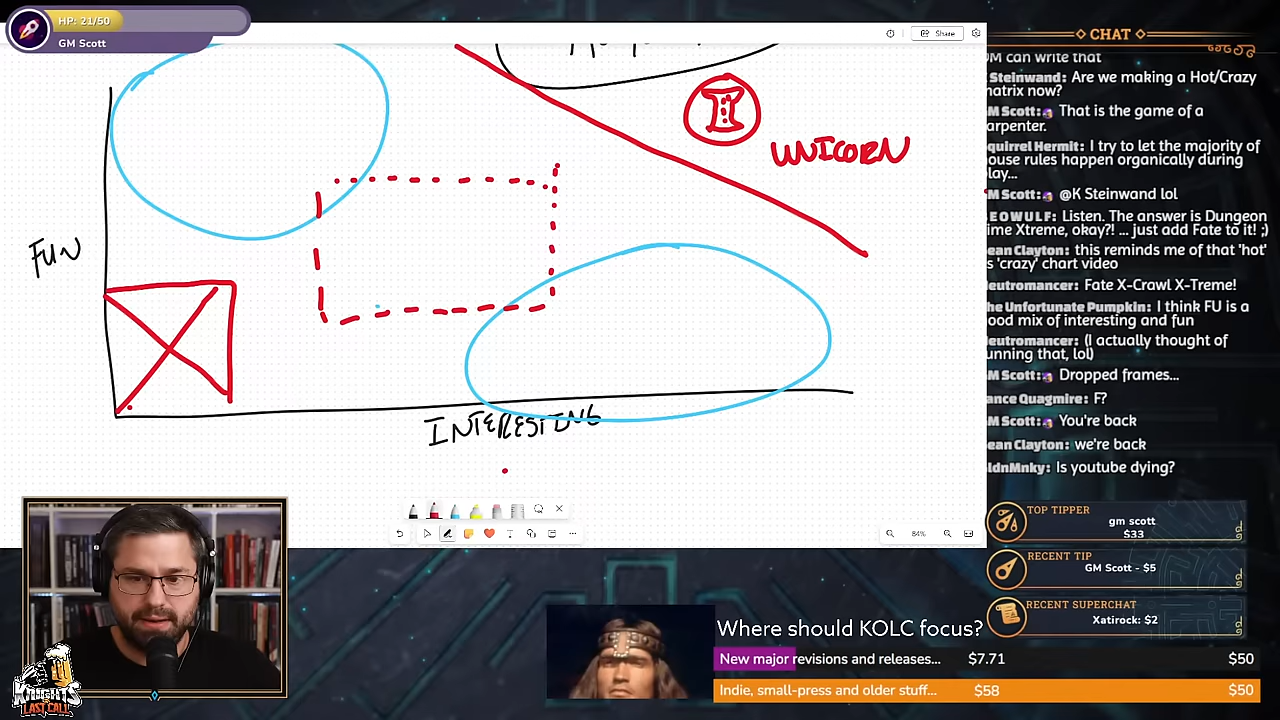 HP: 21/50
GM Scott
Share
UNICORN
FUN
INTERESTING
84%
CHAT
OM can write that
Steinwand: Are we making a Hot/Crazy
matrix now?
M Scott: That is the game of a
arpenter.
quirrel Hermit: I try to let the majority of
ouse rules happen organically during
lay...
M Scott: @K Steinwand lol
EOWULF: Listen. The answer is Dungeon
ime Xtreme, okay?! ... just add Fate to it! ;)
ean Clayton: this reminds me of that 'hot'
s 'crazy' chart video
eutromancer: Fate X-Crawl X-Treme!
he Unfortunate Pumpkin: I think FU is a
ood mix of interesting and fun
eutromancer: (I actually thought of
unning that, lol)
M Scott: Dropped frames...
ance Quagmire: F?
M Scott: You're back
ean Clayton: we're back
ldnMnky: Is youtube dying?
TOP TIPPER
gm scott
$33
RECENT TIP
GM Scott - $5
RECENT SUPERCHAT
Xatirock: $2
Where should KOLC focus?
New major revisions and releases... $7.71 $50
Indie, small-press and older stuff... $58 $50
KNIGHTS
LAST CALL